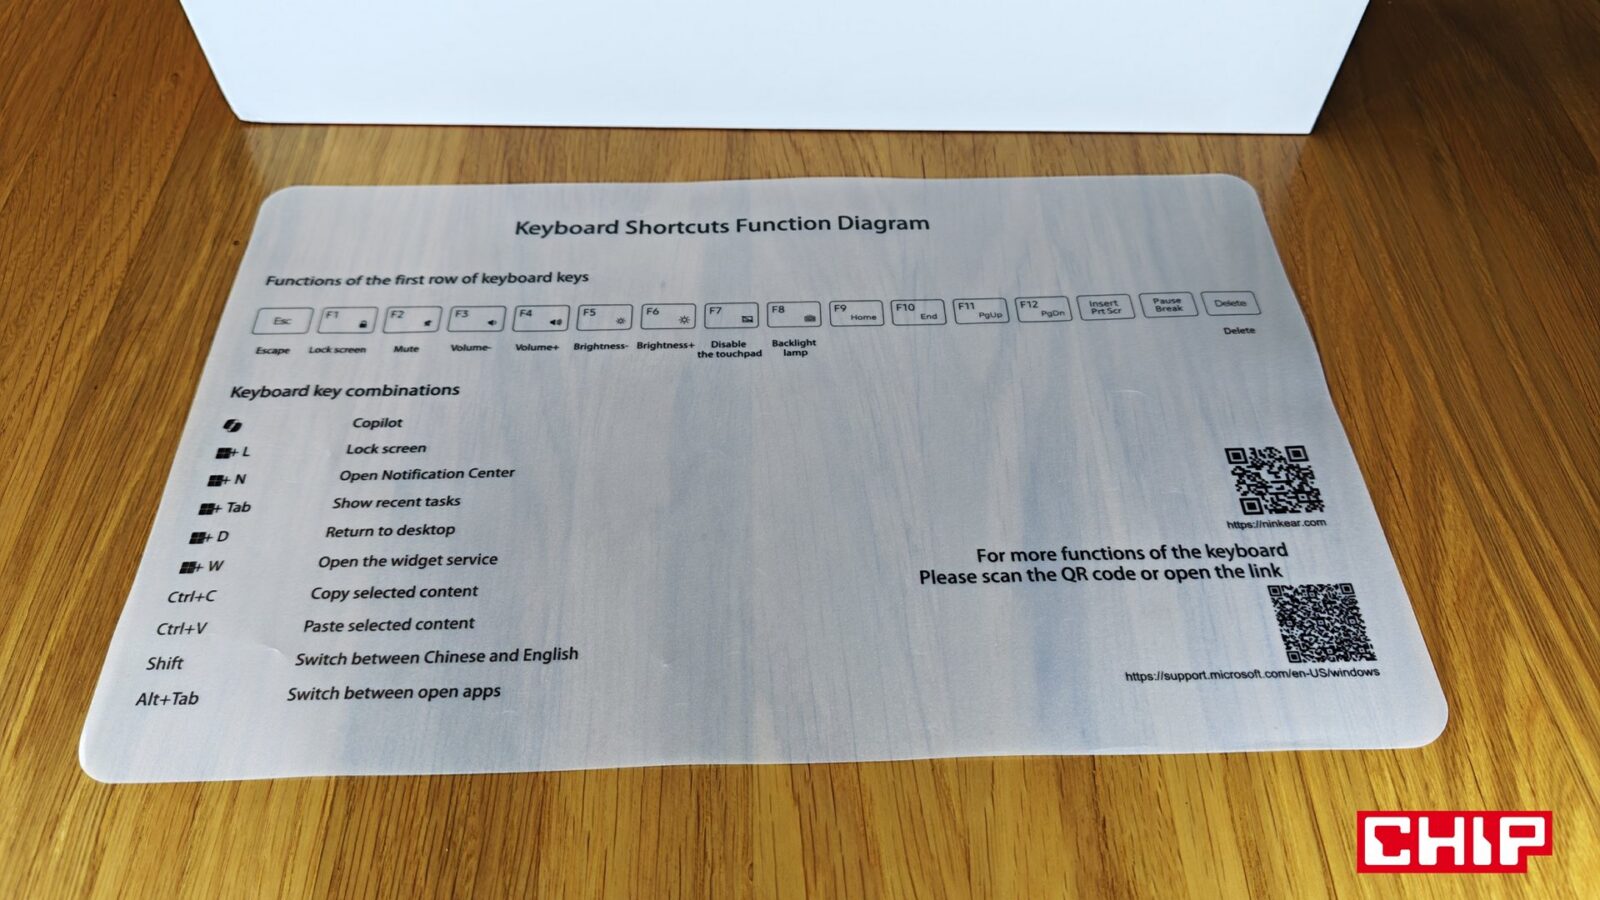 Keyboard Shortcuts Function Diagram
Functions of the first row of keyboard keys
Esc F1 F2 F3 F4 F5 F6 F7 F8 F9 Home F10 End F11 PgUp F12 PgDn Insert Prt Scr Pause Break Delete
Escape Lock screen Mute Volume- Volume+ Brightness- Brightness+ Disable the touchpad Backlight lamp Delete
Keyboard key combinations
Copilot
+ L Lock screen
+ N Open Notification Center
+ Tab Show recent tasks
+ D Return to desktop
+ W Open the widget service
Ctrl+C Copy selected content
Ctrl+V Paste selected content
Shift Switch between Chinese and English
Alt+Tab Switch between open apps
https://ninkear.com
For more functions of the keyboard
Please scan the QR code or open the link
https://support.microsoft.com/en-US/windows
CHIP